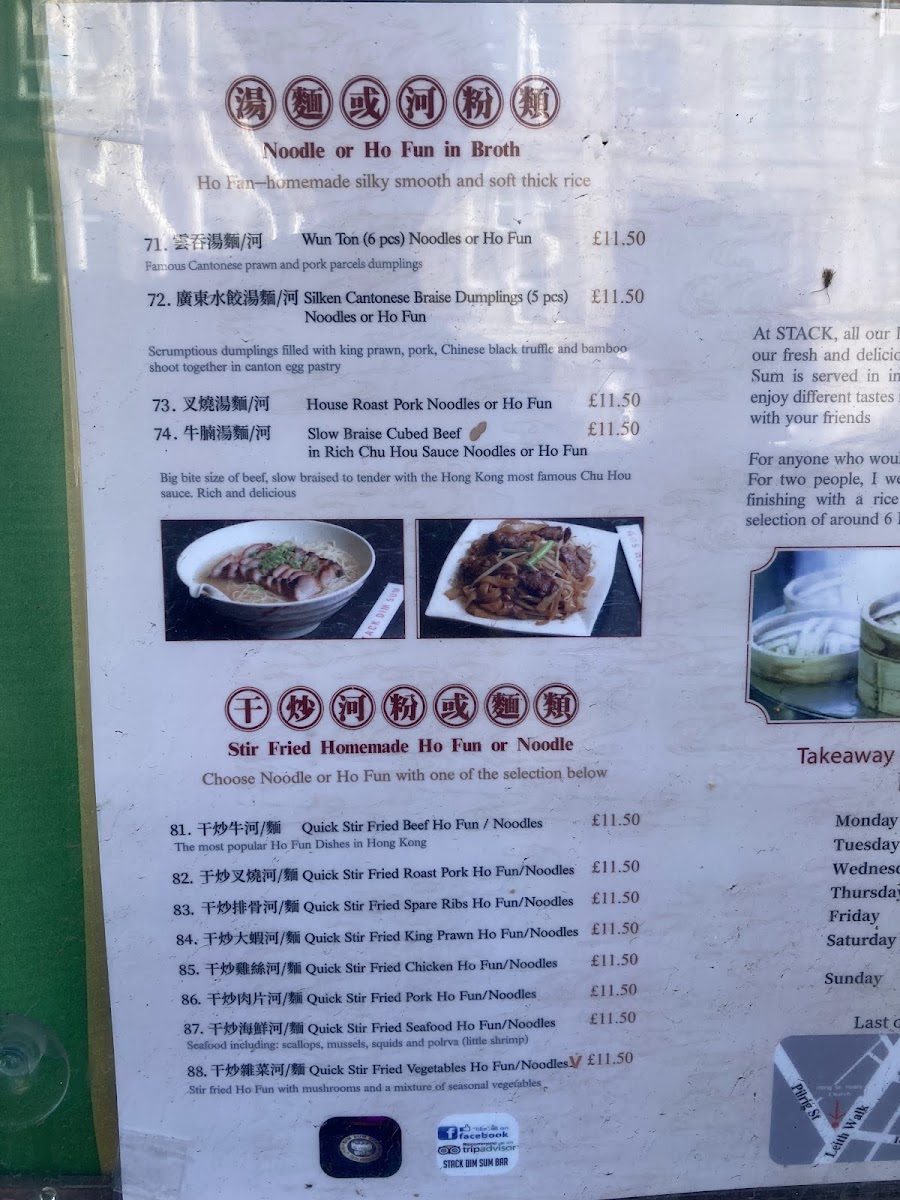 湯麵或河粉類
Noodle or Ho Fun in Broth
Ho Fan—homemade silky smooth and soft thick rice
71. 雲吞湯麵/河 Wun Ton (6 pcs) Noodles or Ho Fun £11.50
Famous Cantonese prawn and pork parcels dumplings
72. 廣東水餃湯麵/河 Silken Cantonese Braise Dumplings (5 pcs) £11.50
Noodles or Ho Fun
Scrumptious dumplings filled with king prawn, pork, Chinese black truffle and bamboo
shoot together in canton egg pastry
73. 叉燒湯麵/河 House Roast Pork Noodles or Ho Fun £11.50
74. 牛腩湯麵/河 Slow Braise Cubed Beef £11.50
in Rich Chu Hou Sauce Noodles or Ho Fun
Big bite size of beef, slow braised to tender with the Hong Kong most famous Chu Hou
sauce. Rich and delicious
TACK DIM SUM
干炒河粉或麵類
Stir Fried Homemade Ho Fun or Noodle
Choose Noodle or Ho Fun with one of the selection below
81. 干炒牛河/麵 Quick Stir Fried Beef Ho Fun / Noodles £11.50
The most popular Ho Fun Dishes in Hong Kong
82. 干炒叉燒河/麵 Quick Stir Fried Roast Pork Ho Fun/Noodles £11.50
83. 干炒排骨河/麵 Quick Stir Fried Spare Ribs Ho Fun/Noodles £11.50
84. 干炒大蝦河/麵 Quick Stir Fried King Prawn Ho Fun/Noodles £11.50
85. 干炒雞絲河/麵 Quick Stir Fried Chicken Ho Fun/Noodles £11.50
86. 干炒肉片河/麵 Quick Stir Fried Pork Ho Fun/Noodles £11.50
87. 干炒海鮮河/麵 Quick Stir Fried Seafood Ho Fun/Noodles £11.50
Seafood including: scallops, mussels, squids and polrva (little shrimp)
88. 干炒雜菜河/麵 Quick Stir Fried Vegetables Ho Fun/Noodles V £11.50
Stir fried Ho Fun with mushrooms and a mixture of seasonal vegetables
facebook
tripadvisor
STACK DIM SUM BAR
At STACK, all our
our fresh and delicio
Sum is served in in
enjoy different tastes
with your friends
For anyone who woul
For two people, I we
finishing with a rice
selection of around 6
Takeaway
Monday
Tuesday
Wednesd
Thursday
Friday
Saturday
Sunday
Last o
Pilrig St
Leith Walk